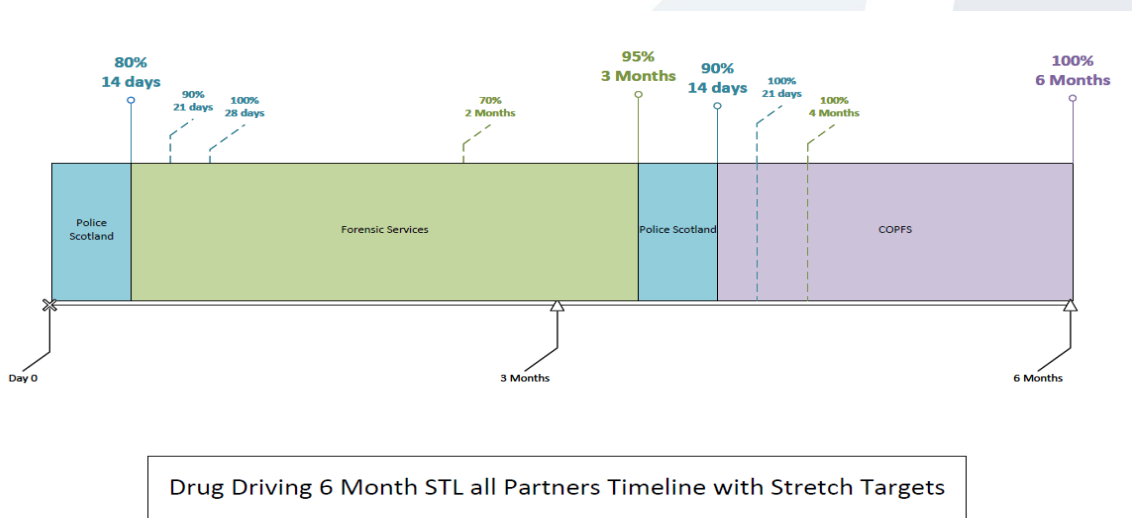 80%
14 days
90%
21 days
100%
28 days
70%
2 Months
95%
3 Months
90%
14 days
100%
21 days
100%
4 Months
100%
6 Months
Police
Scotland
Forensic Services
Police Scotland
COPFS
Day 0
3 Months
6 Months
Drug Driving 6 Month STL all Partners Timeline with Stretch Targets